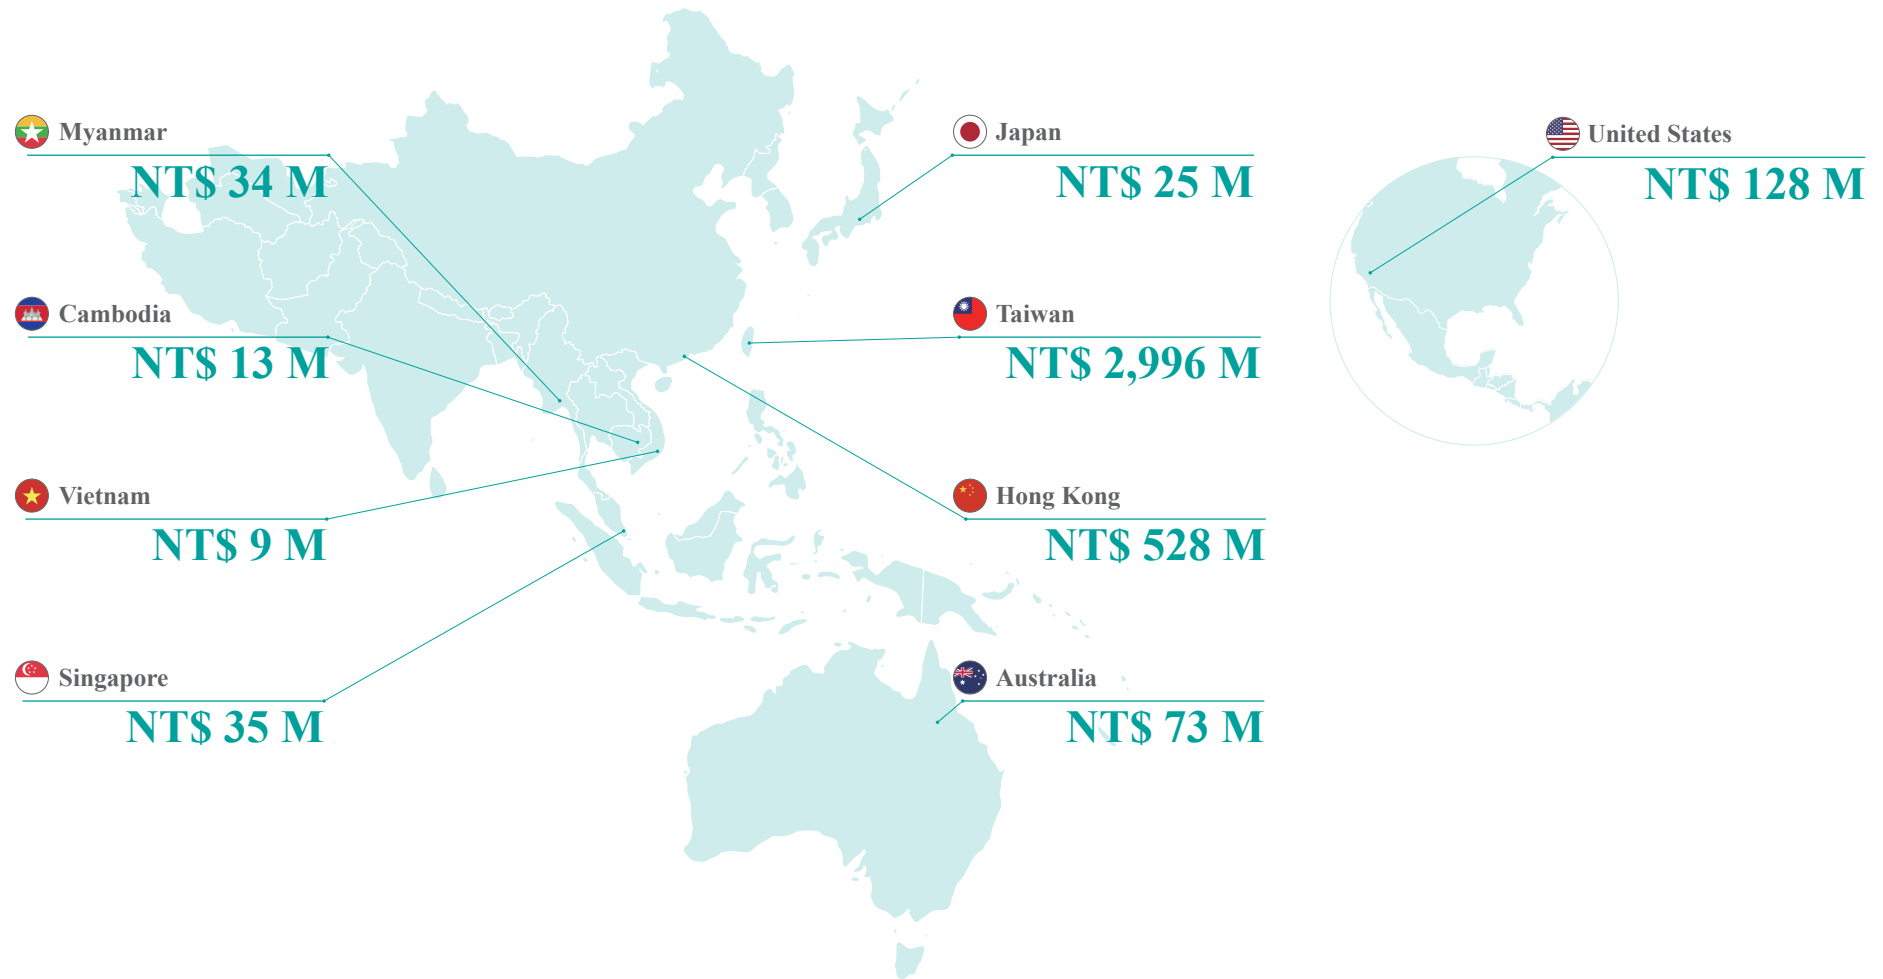 Myanmar
NT$ 34 M
Cambodia
NT$ 13 M
Vietnam
NT$ 9 M
Singapore
NT$ 35 M
Japan
NT$ 25 M
Taiwan
NT$ 2,996 M
Hong Kong
NT$ 528 M
Australia
NT$ 73 M
United States
NT$ 128 M